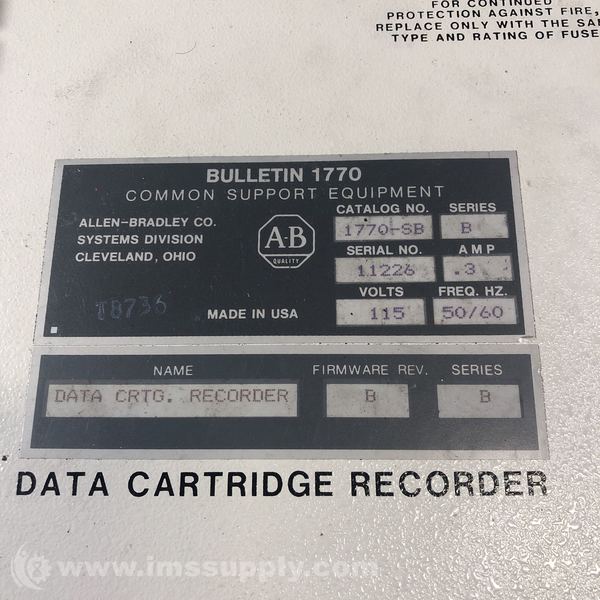 FOR CONTINUED
PROTECTION AGAINST FIRE,
REPLACE ONLY WITH THE SA
TYPE AND RATING OF FUSE
BULLETIN 1770
COMMON SUPPORT EQUIPMENT
ALLEN-BRADLEY CO.
SYSTEMS DIVISION
CLEVELAND, OHIO
A-B
QUALITY
CATALOG NO. SERIES
1770-SB B
SERIAL NO. AMP
11226 .3
VOLTS FREQ. HZ.
115 50/60
T8736
MADE IN USA
NAME FIRMWARE REV. SERIES
DATA CRTG. RECORDER B B
DATA CARTRIDGE RECORDER
www.imssupply.com